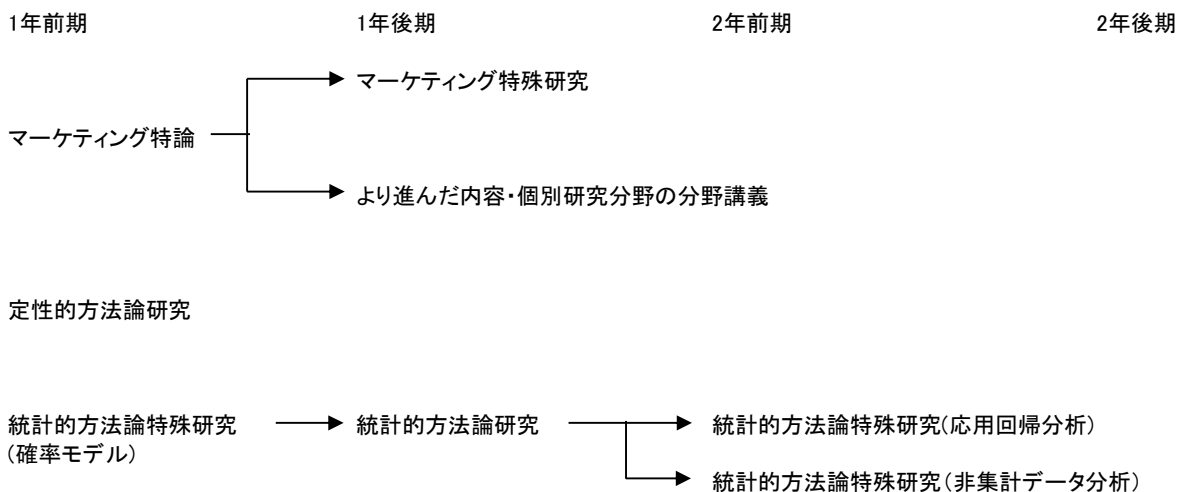 1年前期 1年後期 2年前期 2年後期
マーケティング特殊研究
マーケティング特論
より進んだ内容・個別研究分野の分野講義
定性的方法論研究
統計的方法論特殊研究 統計的方法論研究 統計的方法論特殊研究(応用回帰分析)
(確率モデル)
統計的方法論特殊研究(非集計データ分析)